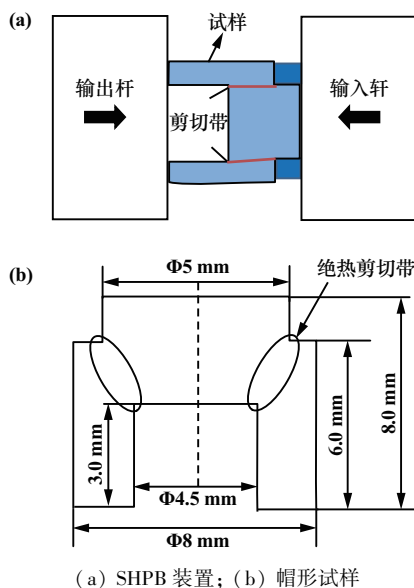 (a)
试样
输出杆
输入轩
剪切带
(b)
Φ5 mm
绝热剪切带
3.0 mm
6.0 mm
8.0 mm
Φ4.5 mm
Φ8 mm
(a) SHPB 装置; (b) 帽形试样